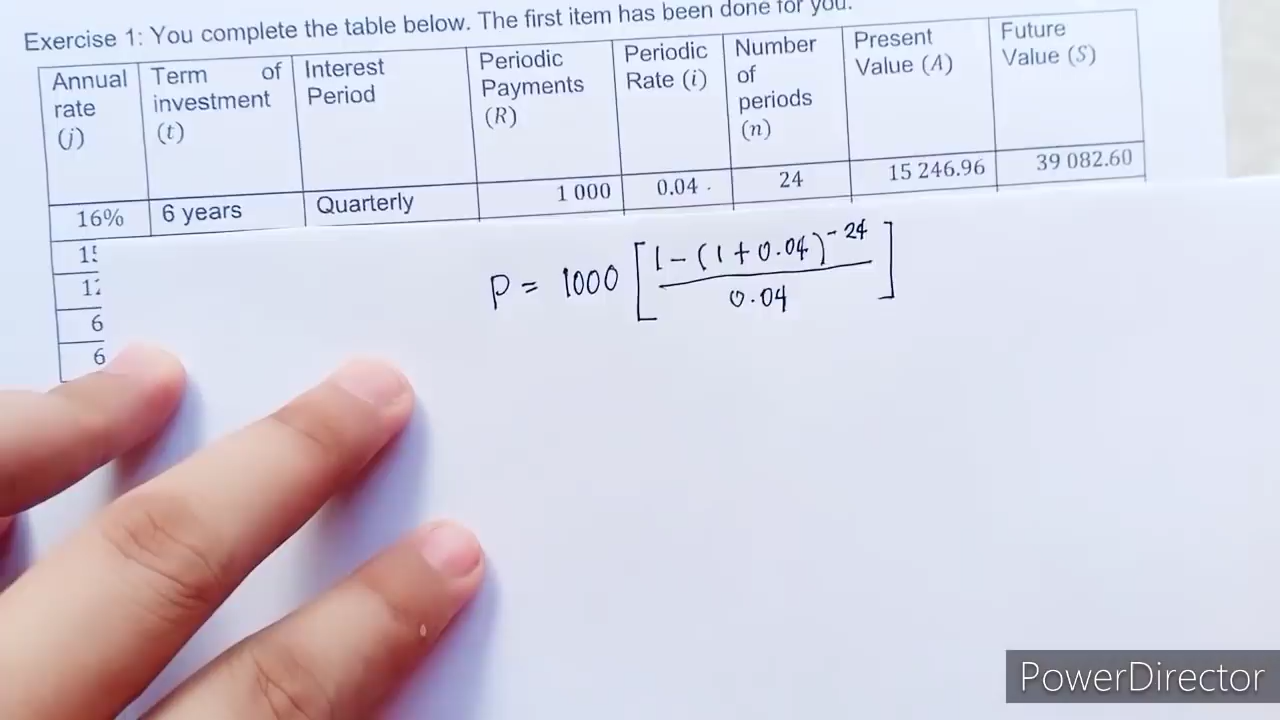 Exercise 1: You complete the table below. The first item has been done for you.
Annual rate (j) Term of investment (t) Interest Period Periodic Payments (R) Periodic Rate (i) Number of periods (n) Present Value (A) Future Value (S)
16% 6 years Quarterly 1 000 0.04 24 15 246.96 39 082.60
6
6
P = 1000 [ 1 - (1 + 0.04)^-24 / 0.04 ]
PowerDirector